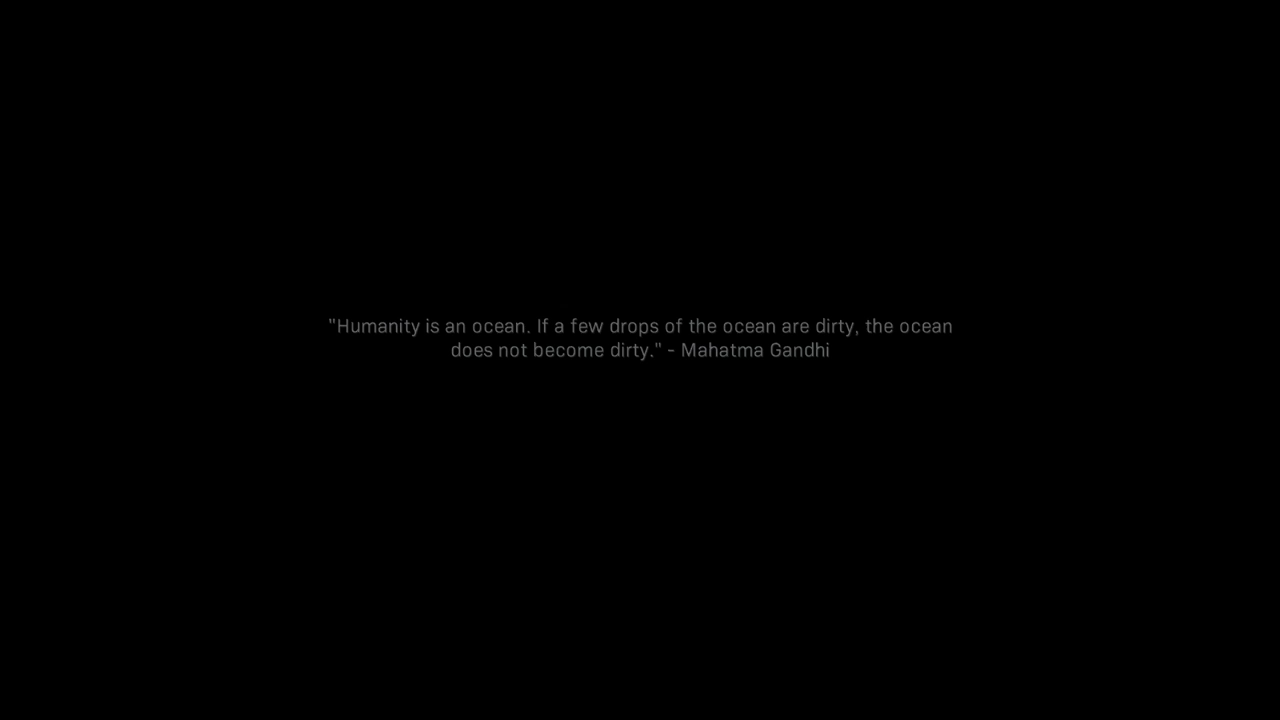 "Humanity is an ocean. If a few drops of the ocean are dirty, the ocean
does not become dirty." - Mahatma Gandhi